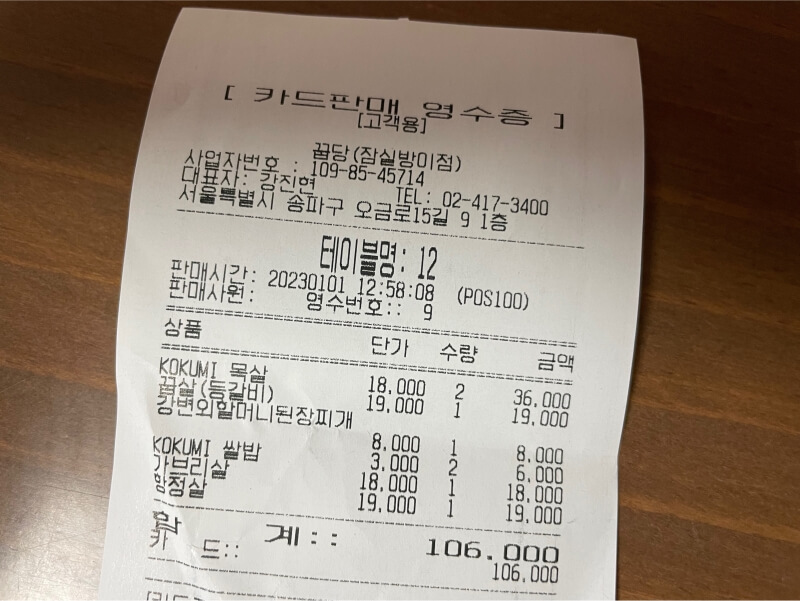 [ 카드판매 영수증 ]
[고객용]
꿉당(잠실방이점)
사업자번호 : 109-85-45714
대표자: 강진현 TEL: 02-417-3400
서울특별시 송파구 오금로15길 9 1층
테이블명: 12
판매시간: 20230101 12:58:08 (POS100)
판매사원: 영수번호:: 9
상품 단가 수량 금액
KOKUMI 목살 18,000 2 36,000
꿉살(등갈비) 19,000 1 19,000
강변외할머니된장찌개
8,000 1 8,000
KOKUMI 쌀밥 3,000 2 6,000
가브리살 18,000 1 18,000
항정살 19,000 1 19,000
합 계:: 106,000
카 드:: 106,000